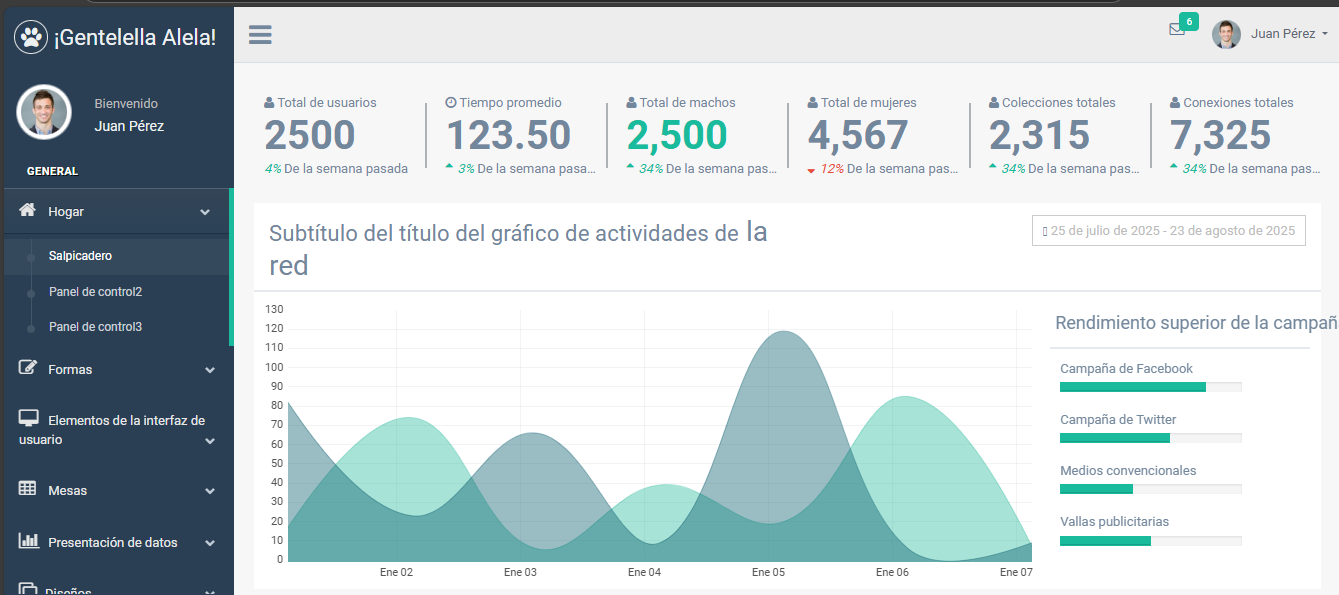 ¡Gentelella Alela!
Bienvenido
Juan Pérez
GENERAL
Hogar
Salpicadero
Panel de control2
Panel de control3
Formas
Elementos de la interfaz de
usuario
Mesas
Presentación de datos
Diseños
6
Juan Pérez
Total de usuarios
2500
4% De la semana pasada
Tiempo promedio
123.50
3% De la semana pasa...
Total de machos
2,500
34% De la semana pas...
Total de mujeres
4,567
12% De la semana pas...
Colecciones totales
2,315
34% De la semana pas...
Conexiones totales
7,325
34% De la semana pas...
Subtítulo del título del gráfico de actividades de la
red
25 de julio de 2025 - 23 de agosto de 2025
130
120
110
100
90
80
70
60
50
40
30
20
10
0
Ene 02
Ene 03
Ene 04
Ene 05
Ene 06
Ene 07
Rendimiento superior de la campañ
Campaña de Facebook
Campaña de Twitter
Medios convencionales
Vallas publicitarias